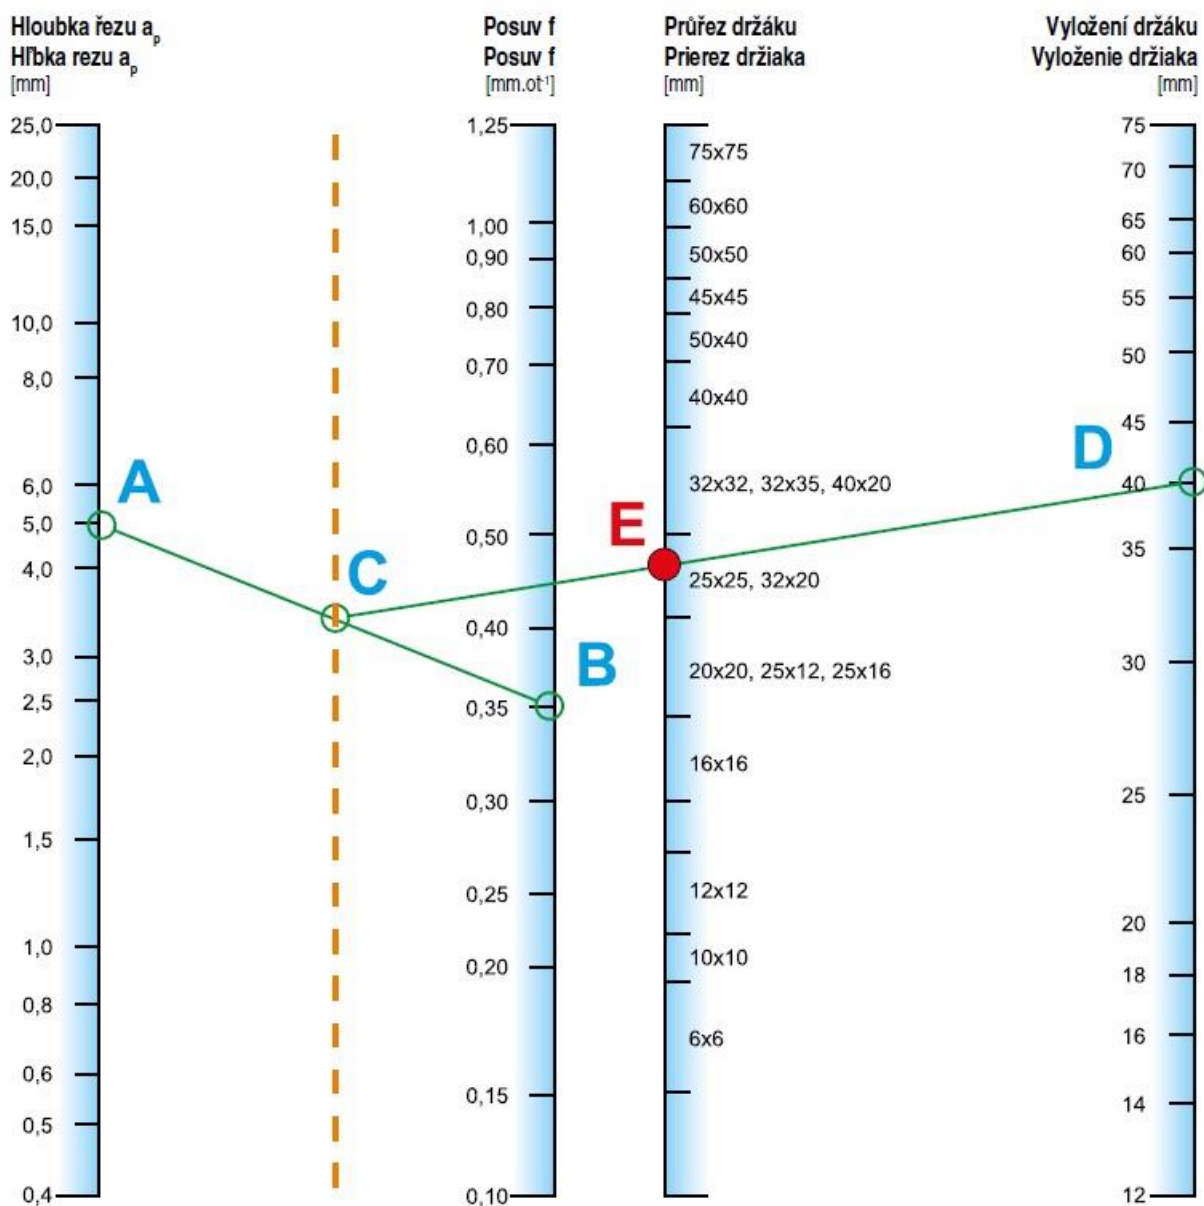 Hloubka řezu ap
Hĺbka rezu ap
[mm]
Posuv f
Posuv f
[mm.ot-1]
Průřez držáku
Prierez držiaka
[mm]
Vyložení držáku
Vyloženie držiaka
[mm]
25,0
20,0
15,0
10,0
8,0
6,0
5,0
4,0
3,0
2,5
2,0
1,5
1,0
0,8
0,6
0,5
0,4
A
C
1,25
1,00
0,90
0,80
0,70
0,60
0,50
0,40
0,35
0,30
0,25
0,20
0,15
0,10
B
E
75x75
60x60
50x50
45x45
50x40
40x40
32x32, 32x35, 40x20
25x25, 32x20
20x20, 25x12, 25x16
16x16
12x12
10x10
6x6
D
75
70
65
60
55
50
45
40
35
30
25
20
18
16
14
12